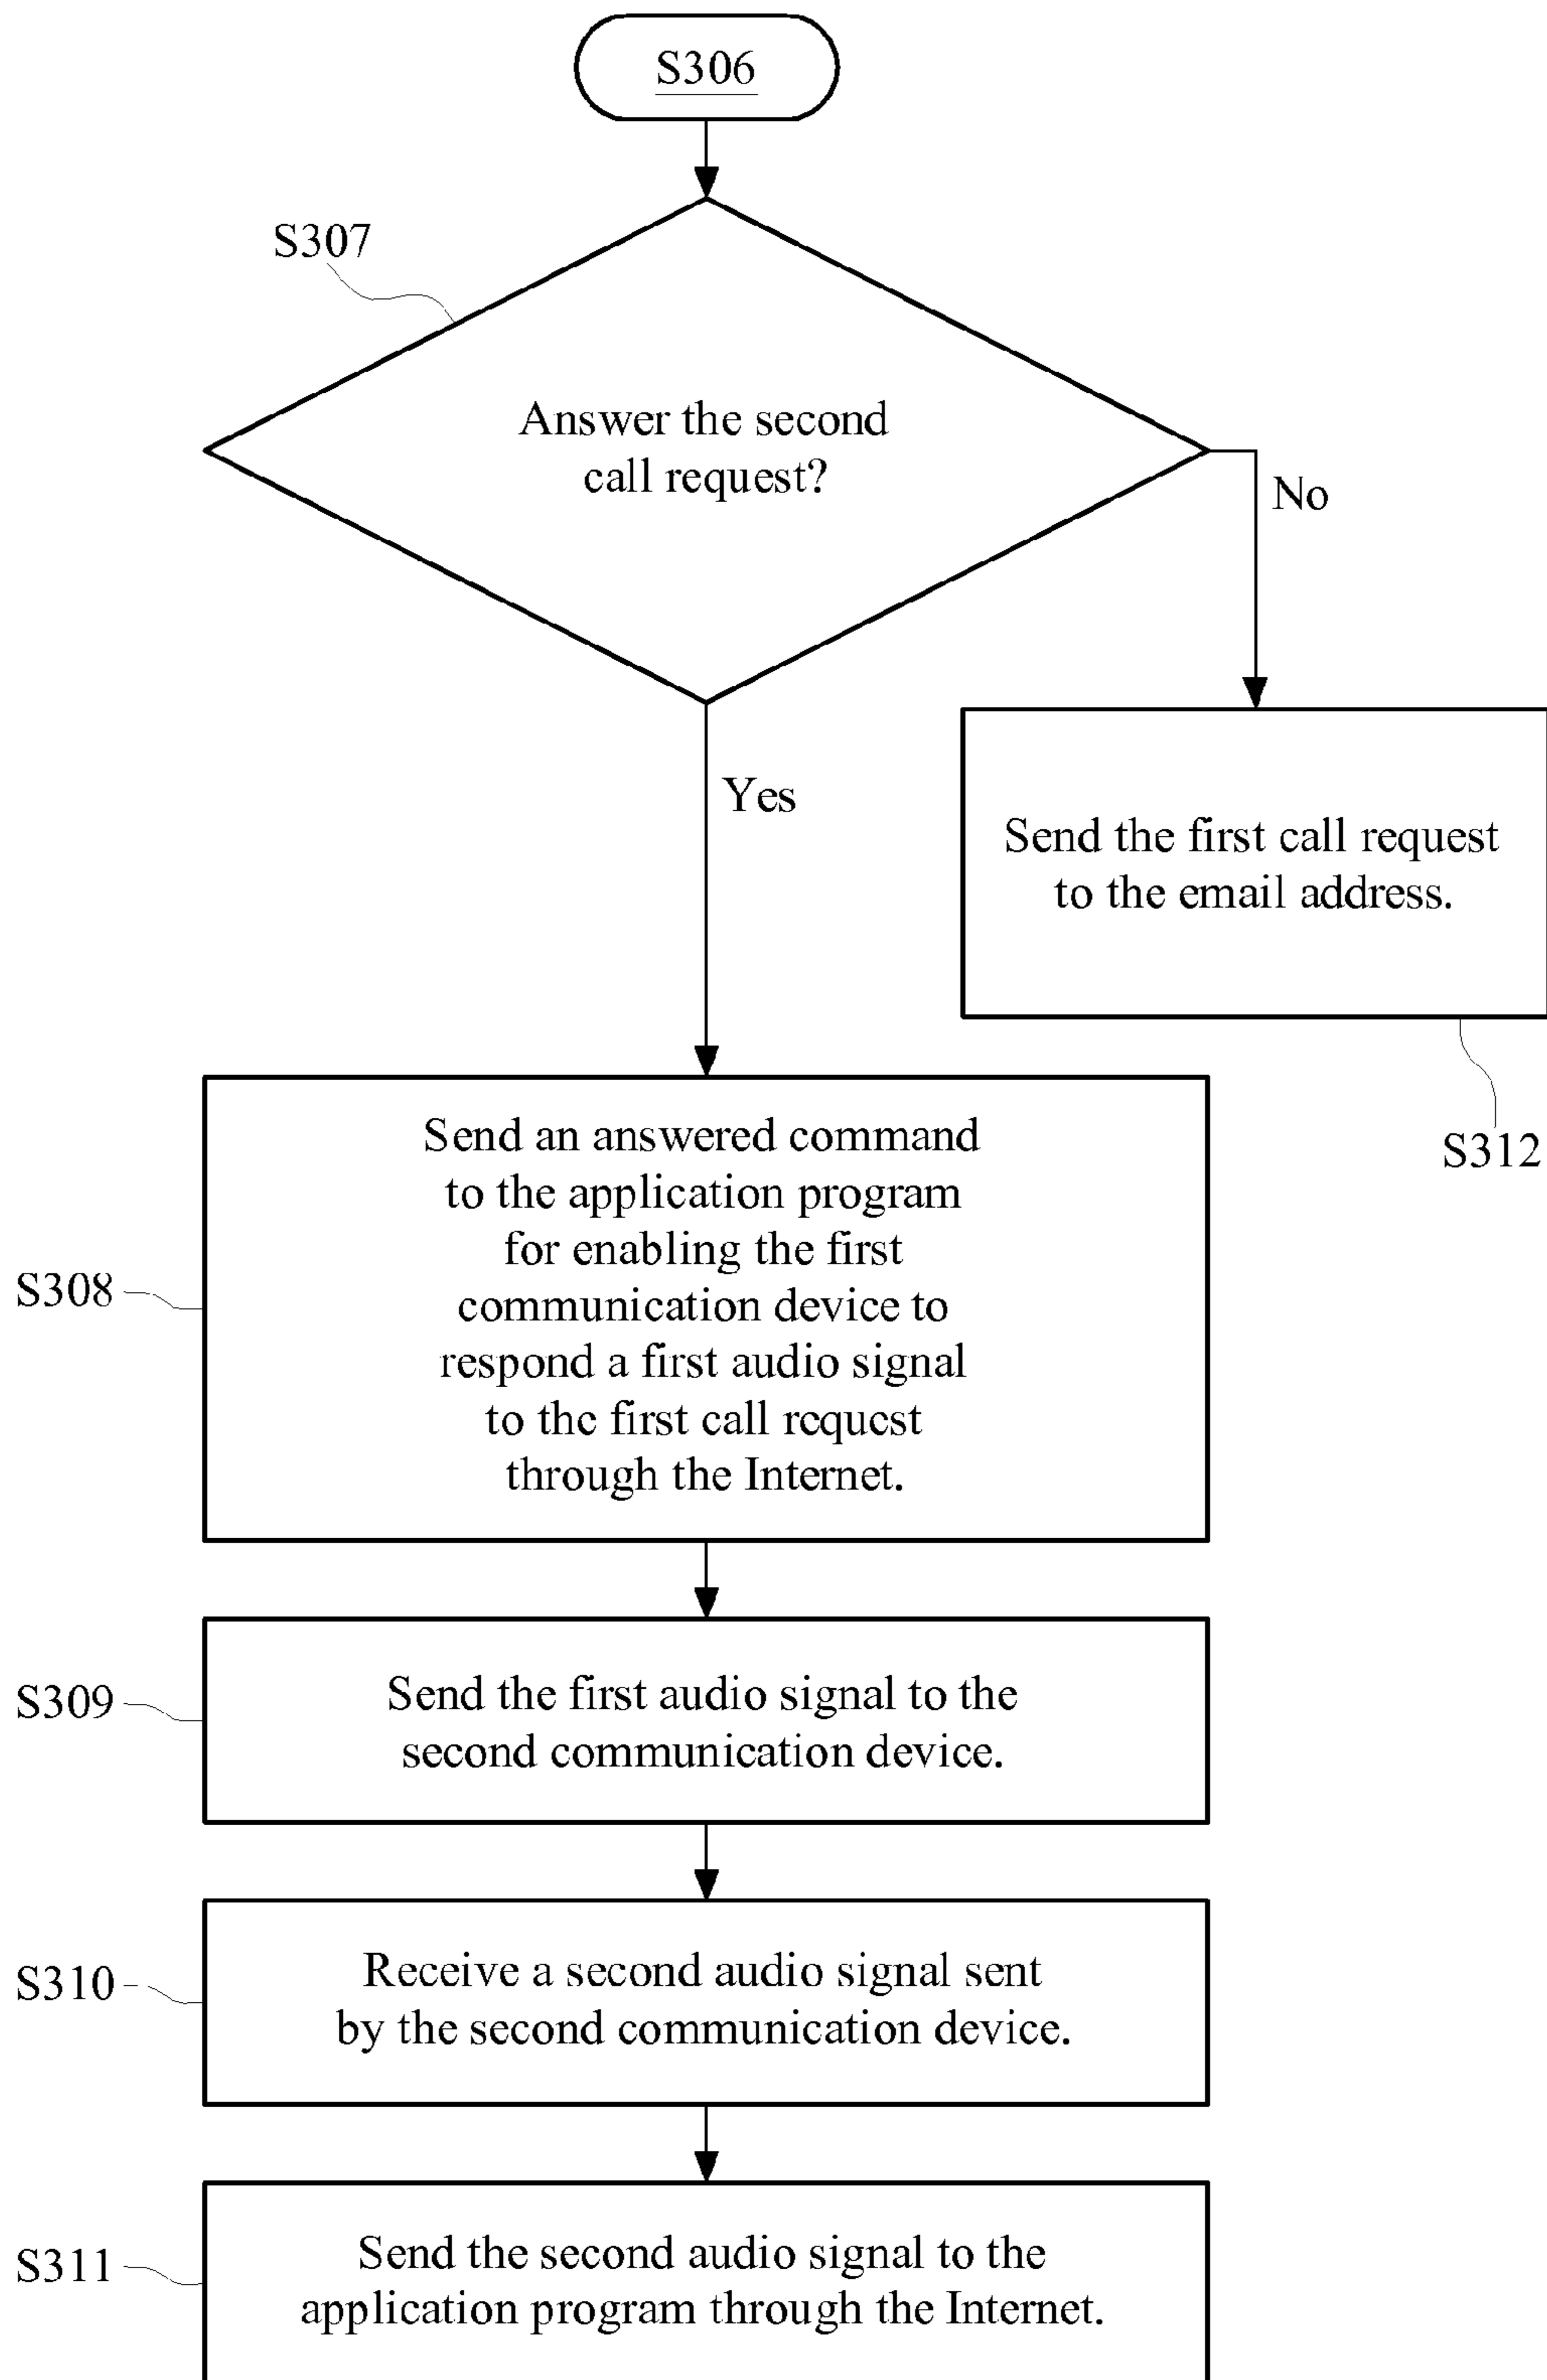 S306
S307
Answer the second
call request?
No
Yes
Send the first call request
to the email address.
S312
Send an answered command
to the application program
for enabling the first
communication device to
respond a first audio signal
to the first call request
through the Internet.
S308
Send the first audio signal to the
second communication device.
S309
Receive a second audio signal sent
by the second communication device.
S310
Send the second audio signal to the
application program through the Internet.
S311